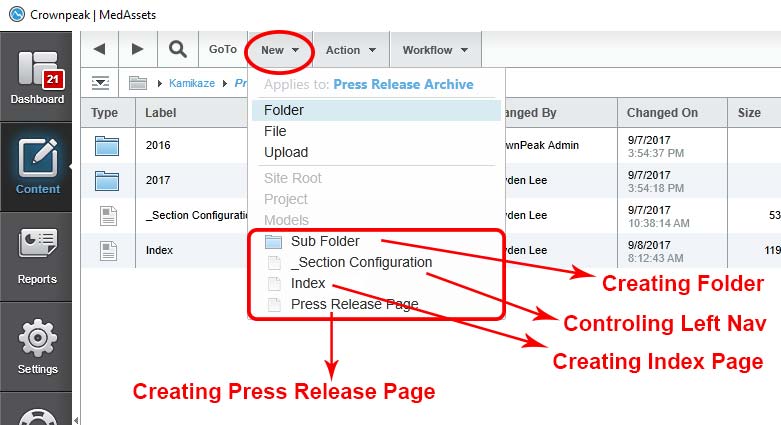 Crownpeak | MedAssets
GoTo New Action Workflow
21
Dashboard
Applies to: Press Release Archive
Kamikaze Pr
Type Label anged By Changed On Size
Folder
File
Upload
Site Root
Project
Models
Sub Folder
_Section Configuration
Index
Press Release Page
2016 wnPeak Admin 9/7/2017
3:54:37 PM
2017 den Lee 9/7/2017
3:54:18 PM
_Section Configuratio den Lee 9/7/2017 53
10:38:14 AM
Index den Lee 9/8/2017 119
8:12:43 AM
Content
Reports
Settings
Creating Folder
Controling Left Nav
Creating Index Page
Creating Press Release Page